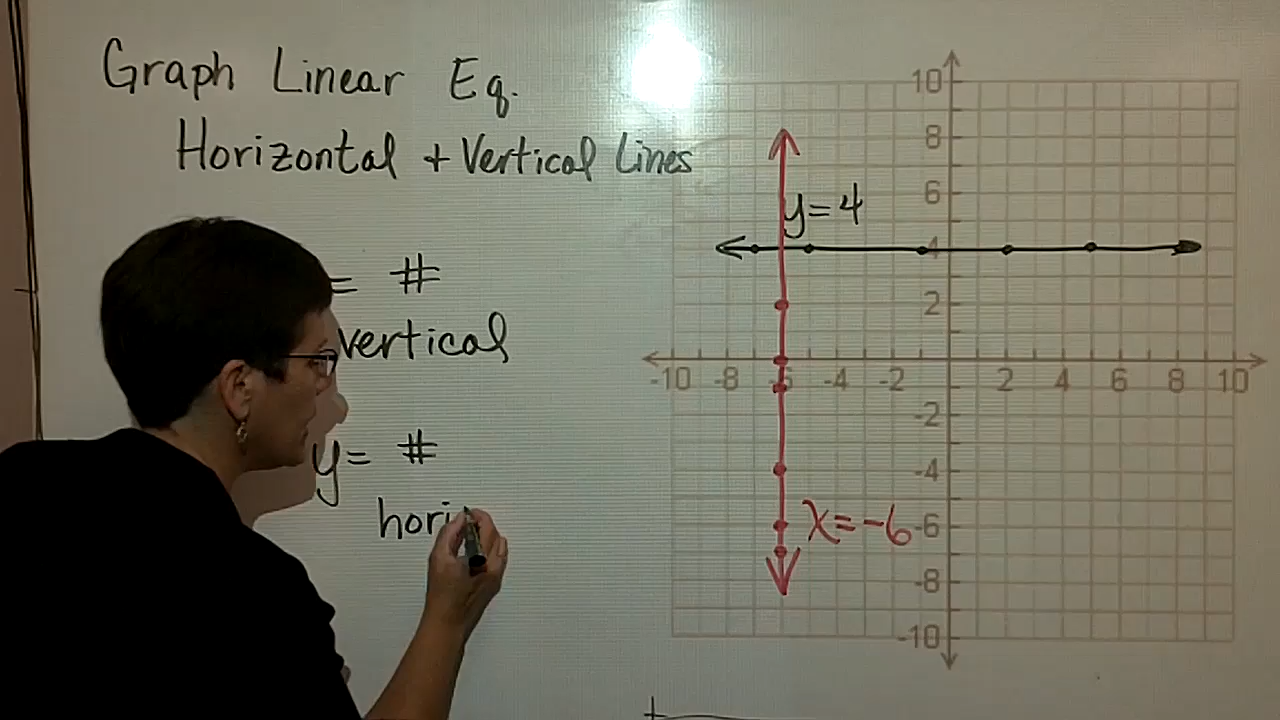 Graph Linear Eq.
Horizontal + Vertical Lines
= #
vertical
y= #
hori
y=4
x=-6
10
8
6
4
2
-10 -8 -6 -4 -2 2 4 6 8 10
-2
-4
-6
-8
-10